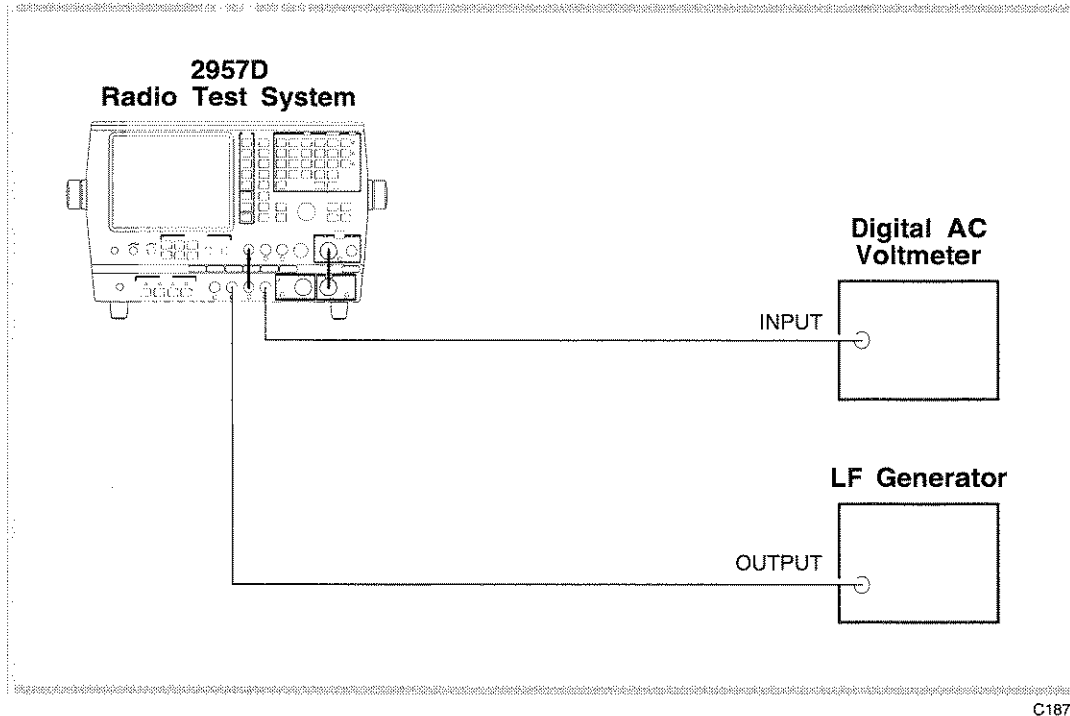 2957D
Radio Test System
Digital AC
Voltmeter
INPUT
LF Generator
OUTPUT
C187